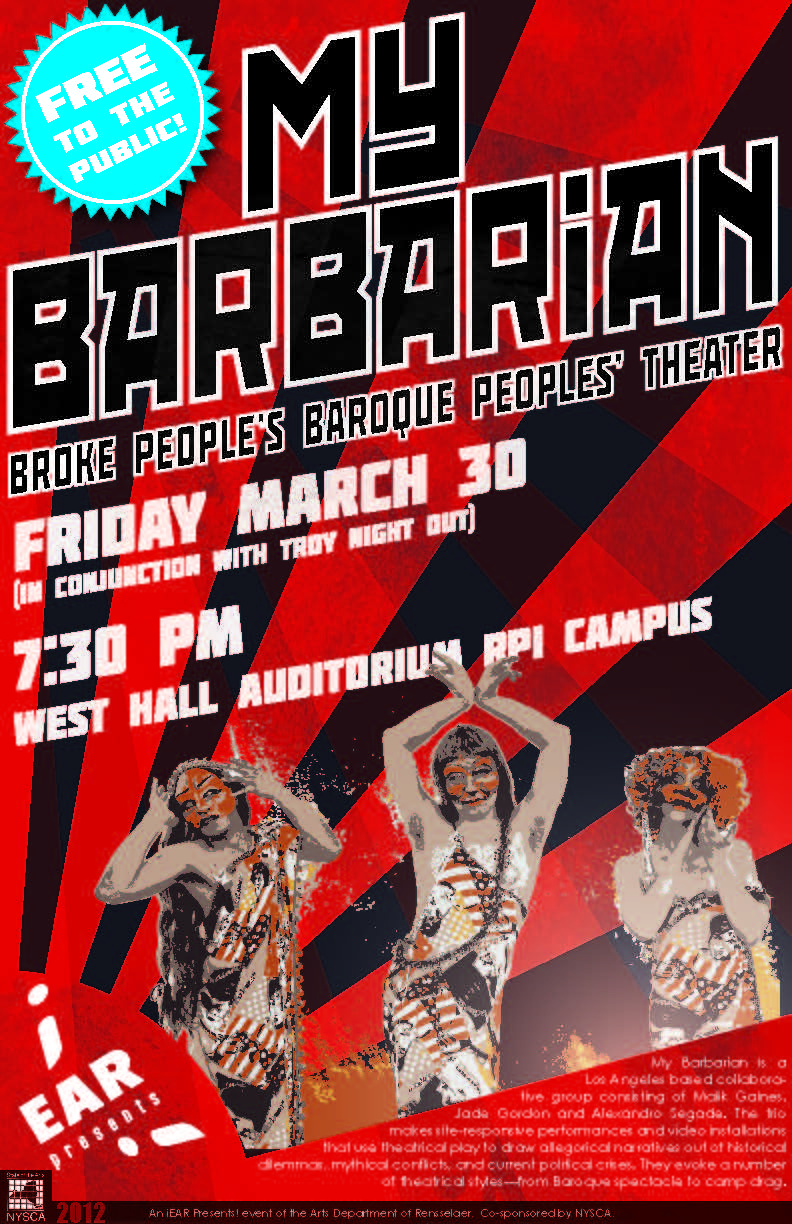 FREE
TO THE
PUBLIC!
MY
BARBARiAN
BROKE PEOPLE'S BAROQUE PEOPLES' THEATER
FRIDAY MARCH 30
(IN CONJUNCTION WITH TROY NIGHT OUT)
7:30 PM
WEST HALL AUDITORIUM RPI CAMPUS
i
EAR
presents
My Barbarian is a
Los Angeles based collabora-
tive group consisting of Malik Gaines,
Jade Gordon and Alexandro Segade. The trio
makes site-responsive performances and video installations
that use theatrical play to draw allegorical narratives out of historical
dilemmas, mythical conflicts, and current political crises. They evoke a number
of theatrical styles—from Baroque spectacle to camp drag.
NYSCA
2012
An iEAR Presents! event of the Arts Department of Rensselaer. Co-sponsored by NYSCA.